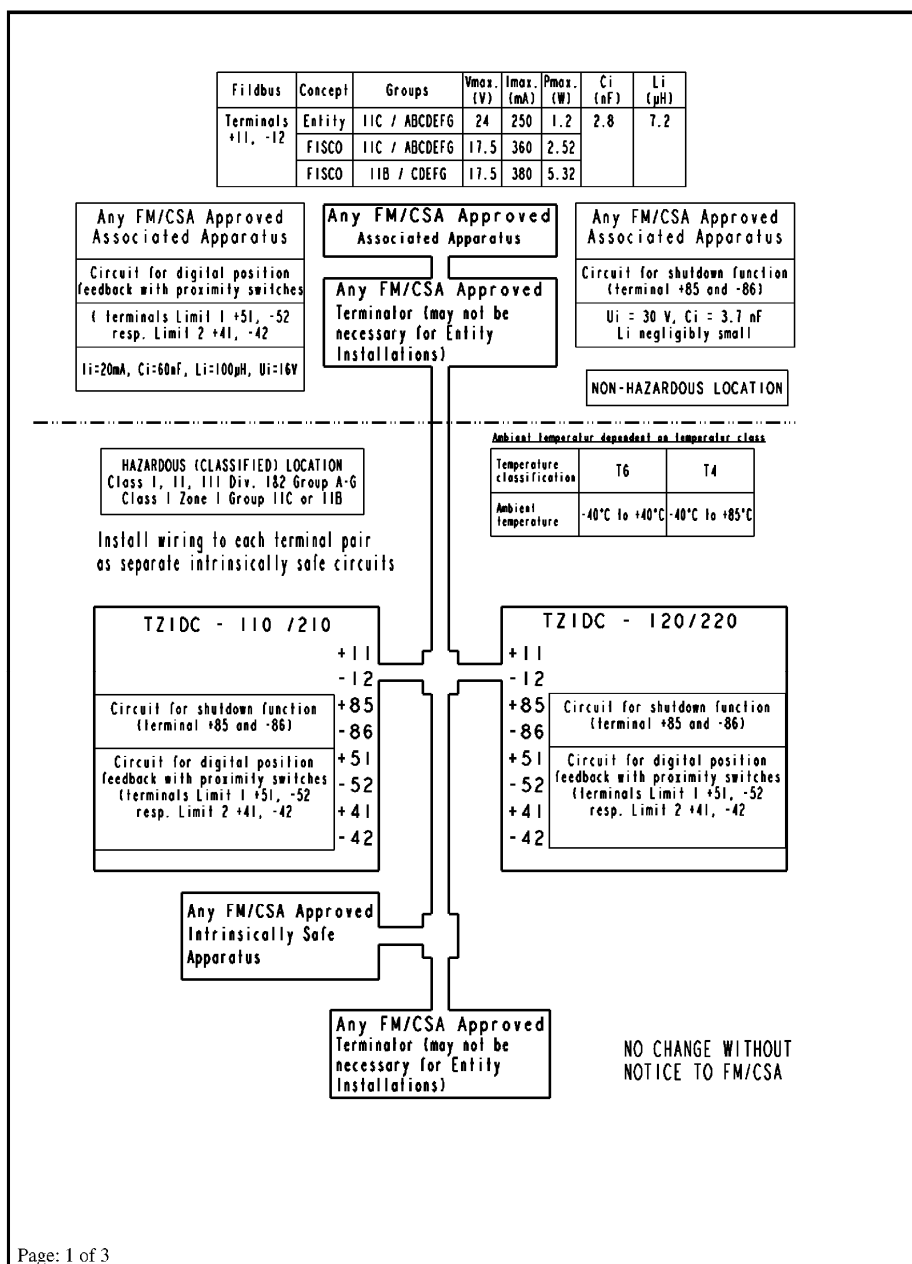 Fildbus Concept Groups Vmax. (V) Imax. (mA) Pmax. (W) Ci (nF) Li (µH)
Terminals +11, -12 Entity IIC / ABCDEFG 24 250 1.2 2.8 7.2
FISCO IIC / ABCDEFG 17.5 360 2.52
FISCO IIB / CDEFG 17.5 380 5.32
Any FM/CSA Approved
Associated Apparatus
Circuit for digital position
feedback with proximity switches
( terminals Limit 1 +51, -52
resp. Limit 2 +41, -42
Ii=20mA, Ci=60nF, Li=100µH, Ui=16V
Any FM/CSA Approved
Associated Apparatus
Any FM/CSA Approved
Terminator (may not be
necessary for Entity
Installations)
Any FM/CSA Approved
Associated Apparatus
Circuit for shutdown function
(terminal +85 and -86)
Ui = 30 V, Ci = 3.7 nF
Li negligibly small
NON-HAZARDOUS LOCATION
HAZARDOUS (CLASSIFIED) LOCATION
Class I, II, III Div. 1&2 Group A-G
Class I Zone 1 Group IIC or IIB
Install wiring to each terminal pair
as separate intrinsically safe circuits
Ambient temperatur dependent on temperatur class
Temperature classification T6 T4
Ambient temperature -40°C to +40°C -40°C to +85°C
TZIDC - 110 /210
+11
-12
+85
-86
+51
-52
+41
-42
Circuit for shutdown function
(terminal +85 and -86)
Circuit for digital position
feedback with proximity switches
(terminals Limit 1 +51, -52
resp. Limit 2 +41, -42
TZIDC - 120/220
+11
-12
+85
-86
+51
-52
+41
-42
Circuit for shutdown function
(terminal +85 and -86)
Circuit for digital position
feedback with proximity switches
(terminals Limit 1 +51, -52
resp. Limit 2 +41, -42
Any FM/CSA Approved
Intrinsically Safe
Apparatus
Any FM/CSA Approved
Terminator (may not be
necessary for Entity
Installations)
NO CHANGE WITHOUT
NOTICE TO FM/CSA
Page: 1 of 3